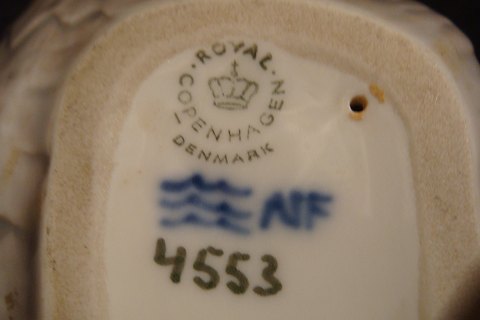 ROYAL
COPENHAGEN
DENMARK
NF
4553